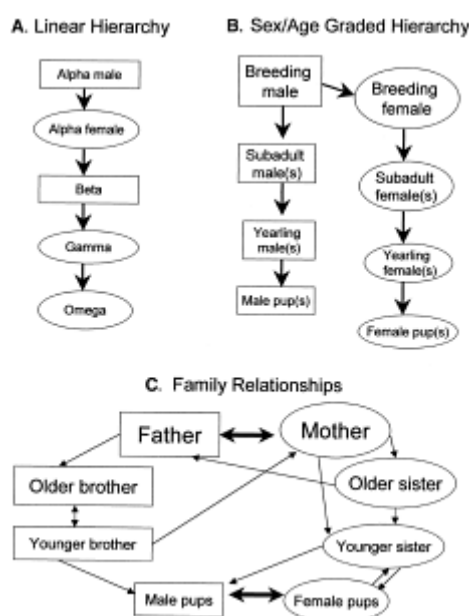 A. Linear Hierarchy
Alpha male
Alpha female
Beta
Gamma
Omega
B. Sex/Age Graded Hierarchy
Breeding
male
Breeding
female
Subadult
male(s)
Subadult
female(s)
Yearling
male(s)
Yearling
female(s)
Male pup(s)
Female pup(s)
C. Family Relationships
Father
Mother
Older brother
Older sister
Younger brother
Younger sister
Male pups
Female pups